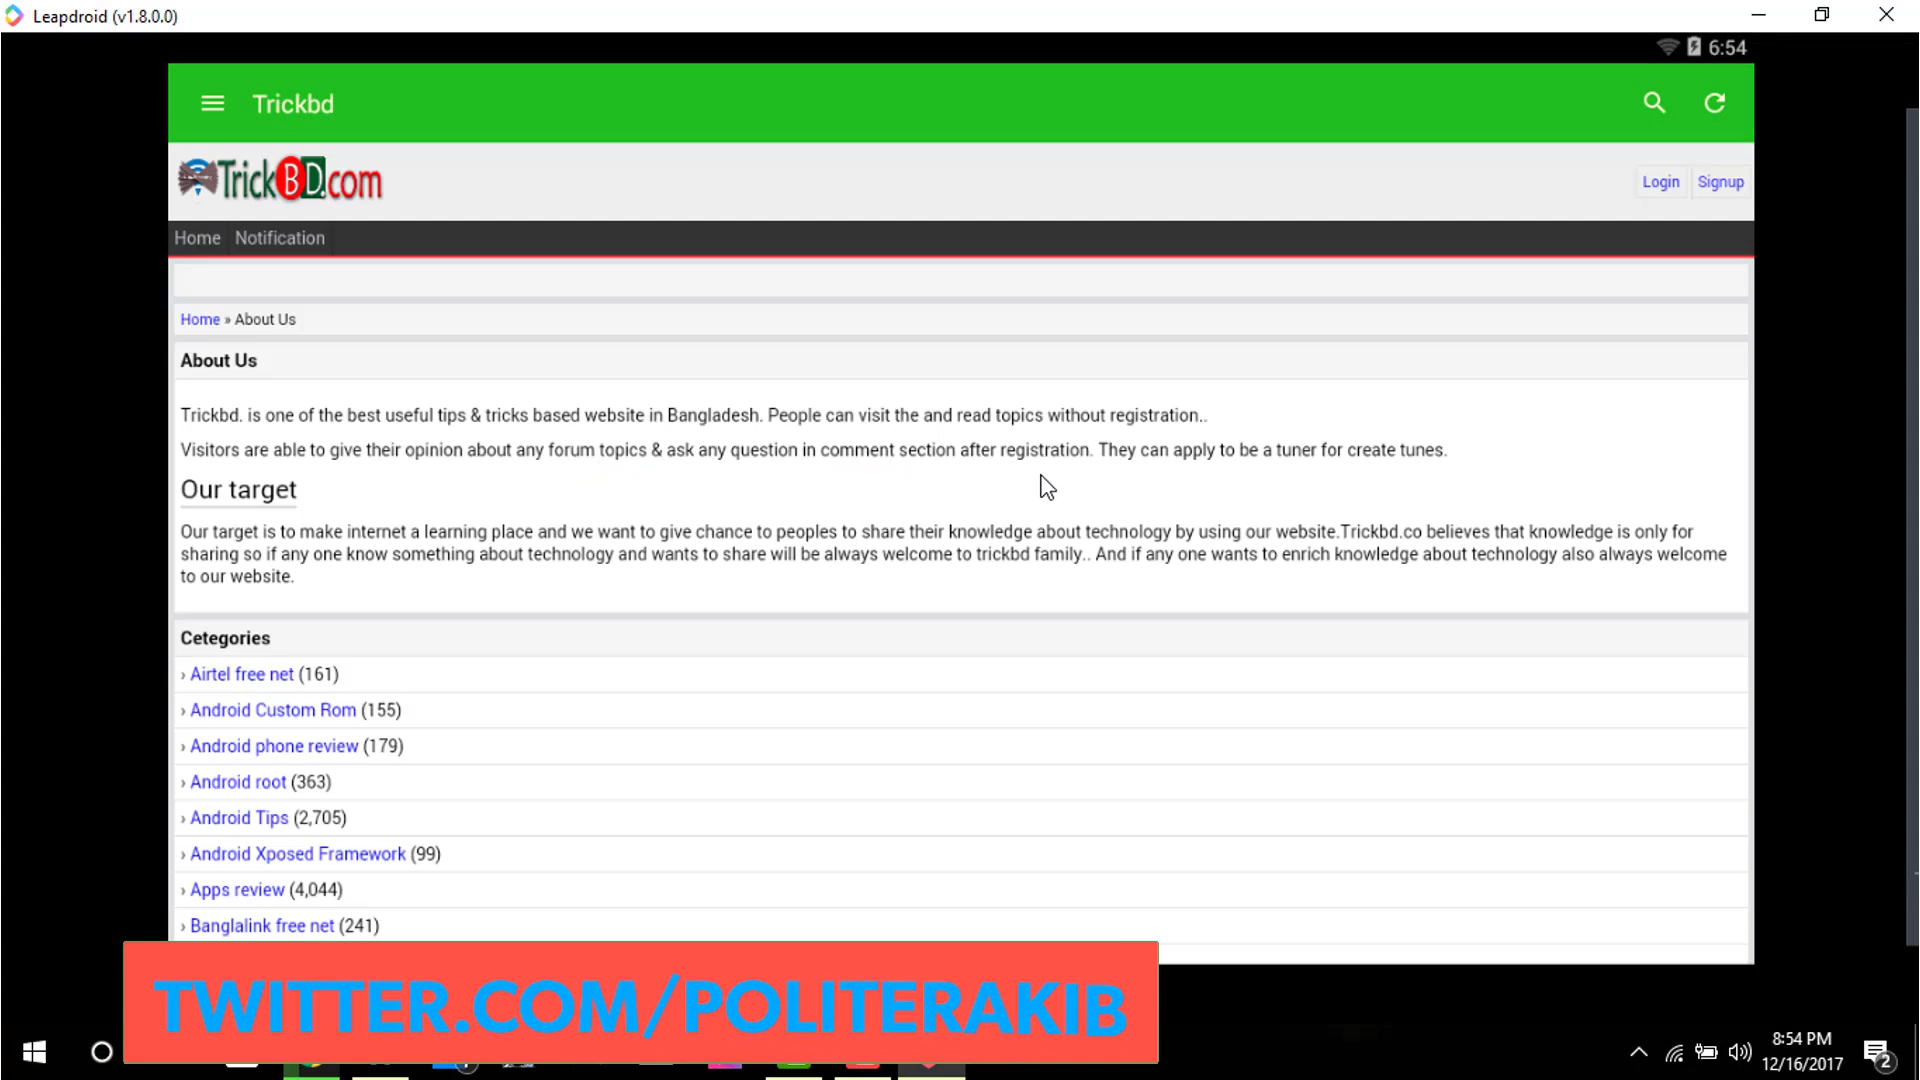 Leapdroid (v1.8.0.0)
6:54
Trickbd
TrickBD.com
Login Signup
Home Notification
Home » About Us
About Us
Trickbd. is one of the best useful tips & tricks based website in Bangladesh. People can visit the and read topics without registration..
Visitors are able to give their opinion about any forum topics & ask any question in comment section after registration. They can apply to be a tuner for create tunes.
Our target
Our target is to make internet a learning place and we want to give chance to peoples to share their knowledge about technology by using our website.Trickbd.co believes that knowledge is only for
sharing so if any one know something about technology and wants to share will be always welcome to trickbd family.. And if any one wants to enrich knowledge about technology also always welcome
to our website.
Cetegories
› Airtel free net (161)
› Android Custom Rom (155)
› Android phone review (179)
› Android root (363)
› Android Tips (2,705)
› Android Xposed Framework (99)
› Apps review (4,044)
› Banglalink free net (241)
TWITTER.COM/POLITERAKIB
8:54 PM
12/16/2017
2